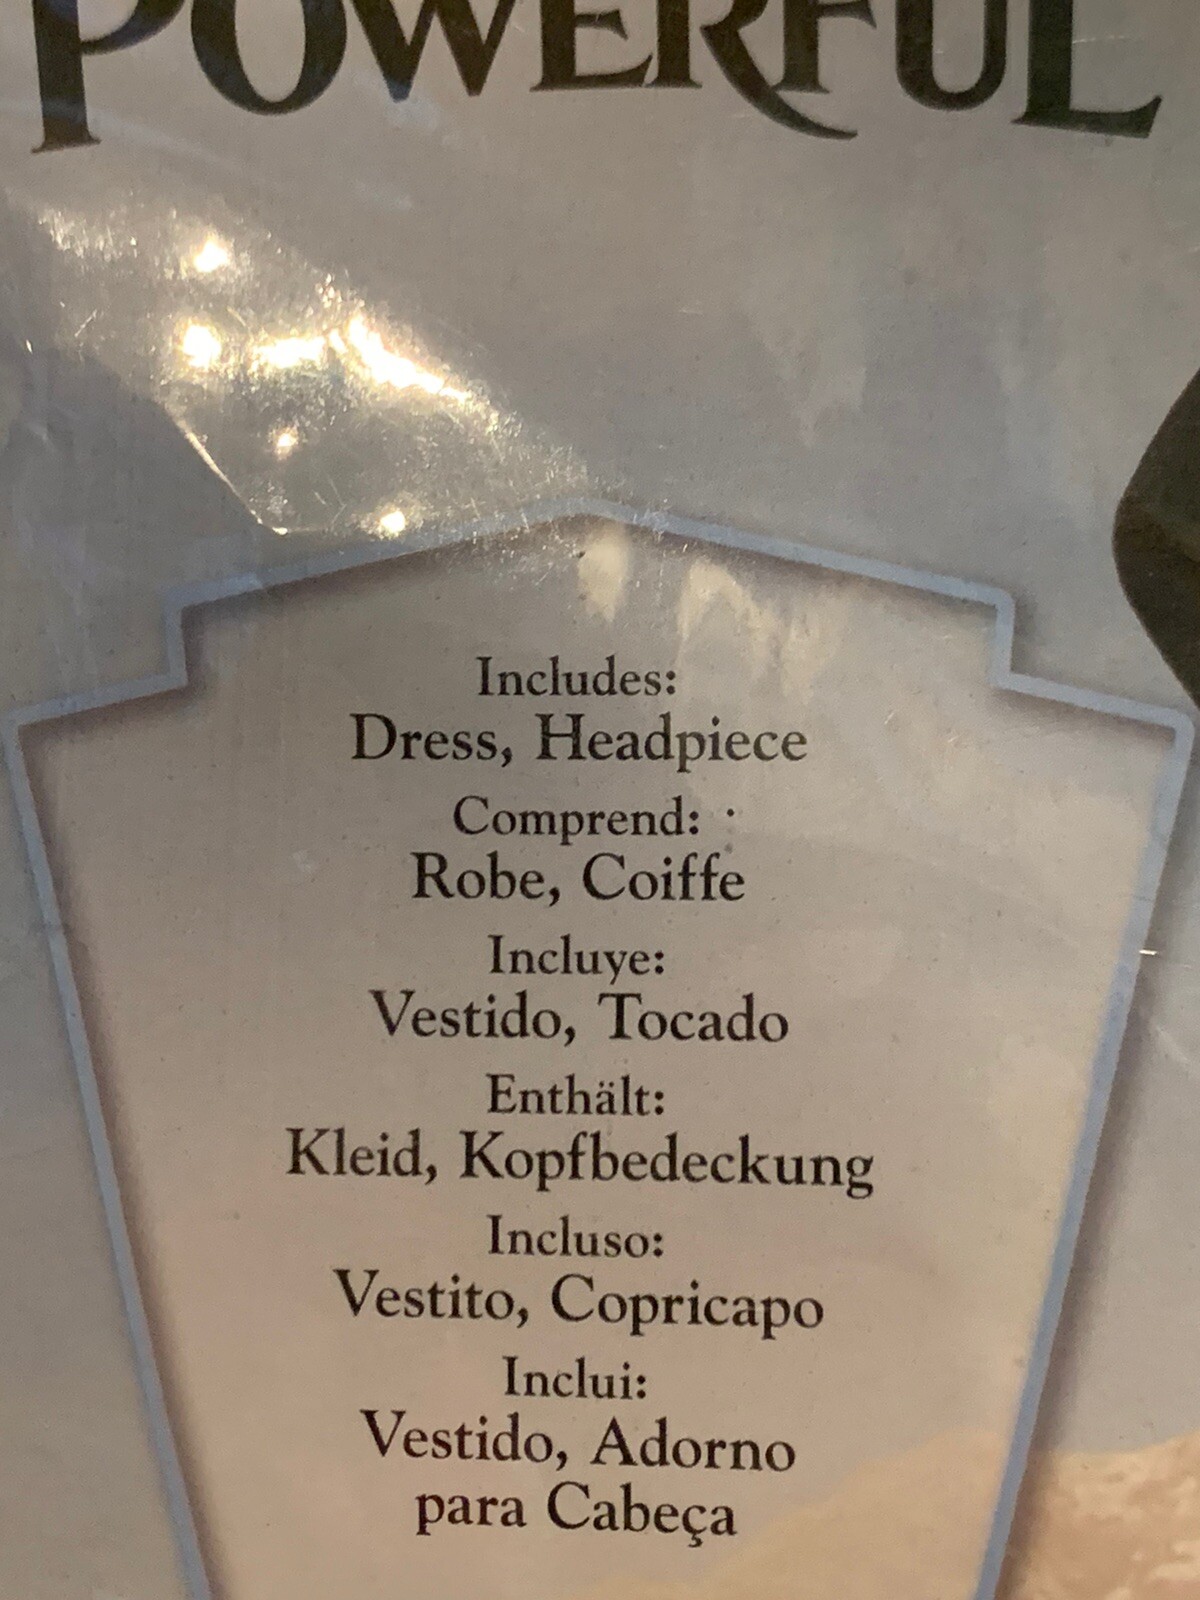 POWERFUL
Includes:
Dress, Headpiece
Comprend:
Robe, Coiffe
Incluye:
Vestido, Tocado
Enthält:
Kleid, Kopfbedeckung
Incluso:
Vestito, Copricapo
Inclui:
Vestido, Adorno
para Cabeça